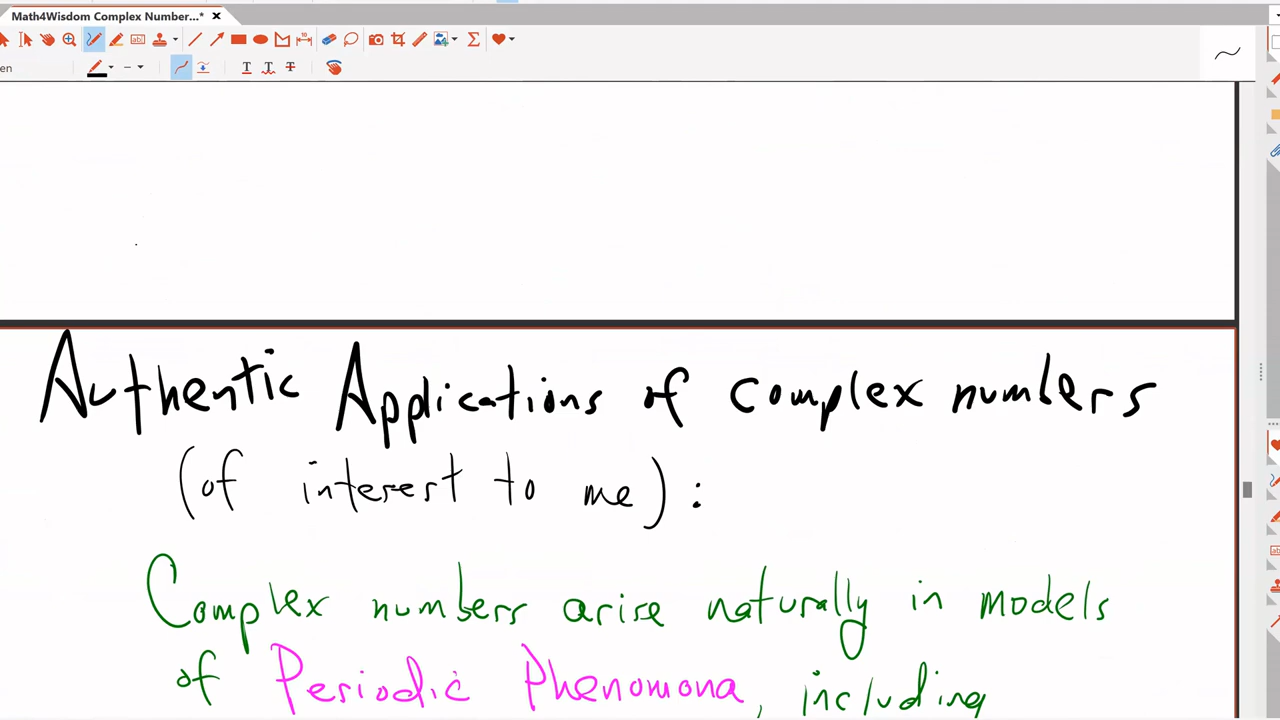 Math4Wisdom Complex Number...*
en
Authentic Applications of complex numbers
(of interest to me):
Complex numbers arise naturally in models
of Periodic Phenomona, including